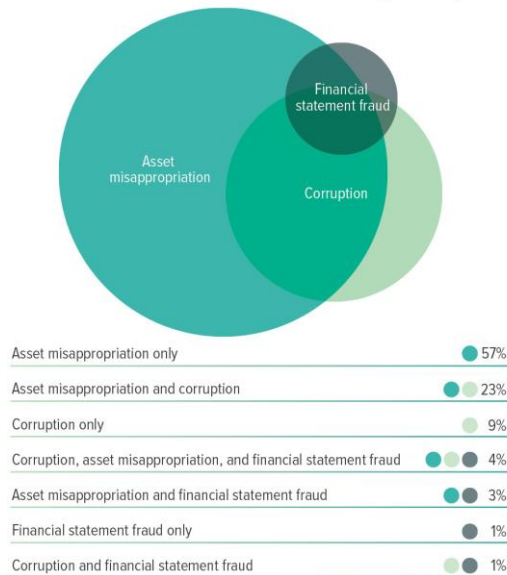 Financial
statement fraud
Asset
misappropriation
Corruption
Asset misappropriation only 57%
Asset misappropriation and corruption 23%
Corruption only 9%
Corruption, asset misappropriation, and financial statement fraud 4%
Asset misappropriation and financial statement fraud 3%
Financial statement fraud only 1%
Corruption and financial statement fraud 1%